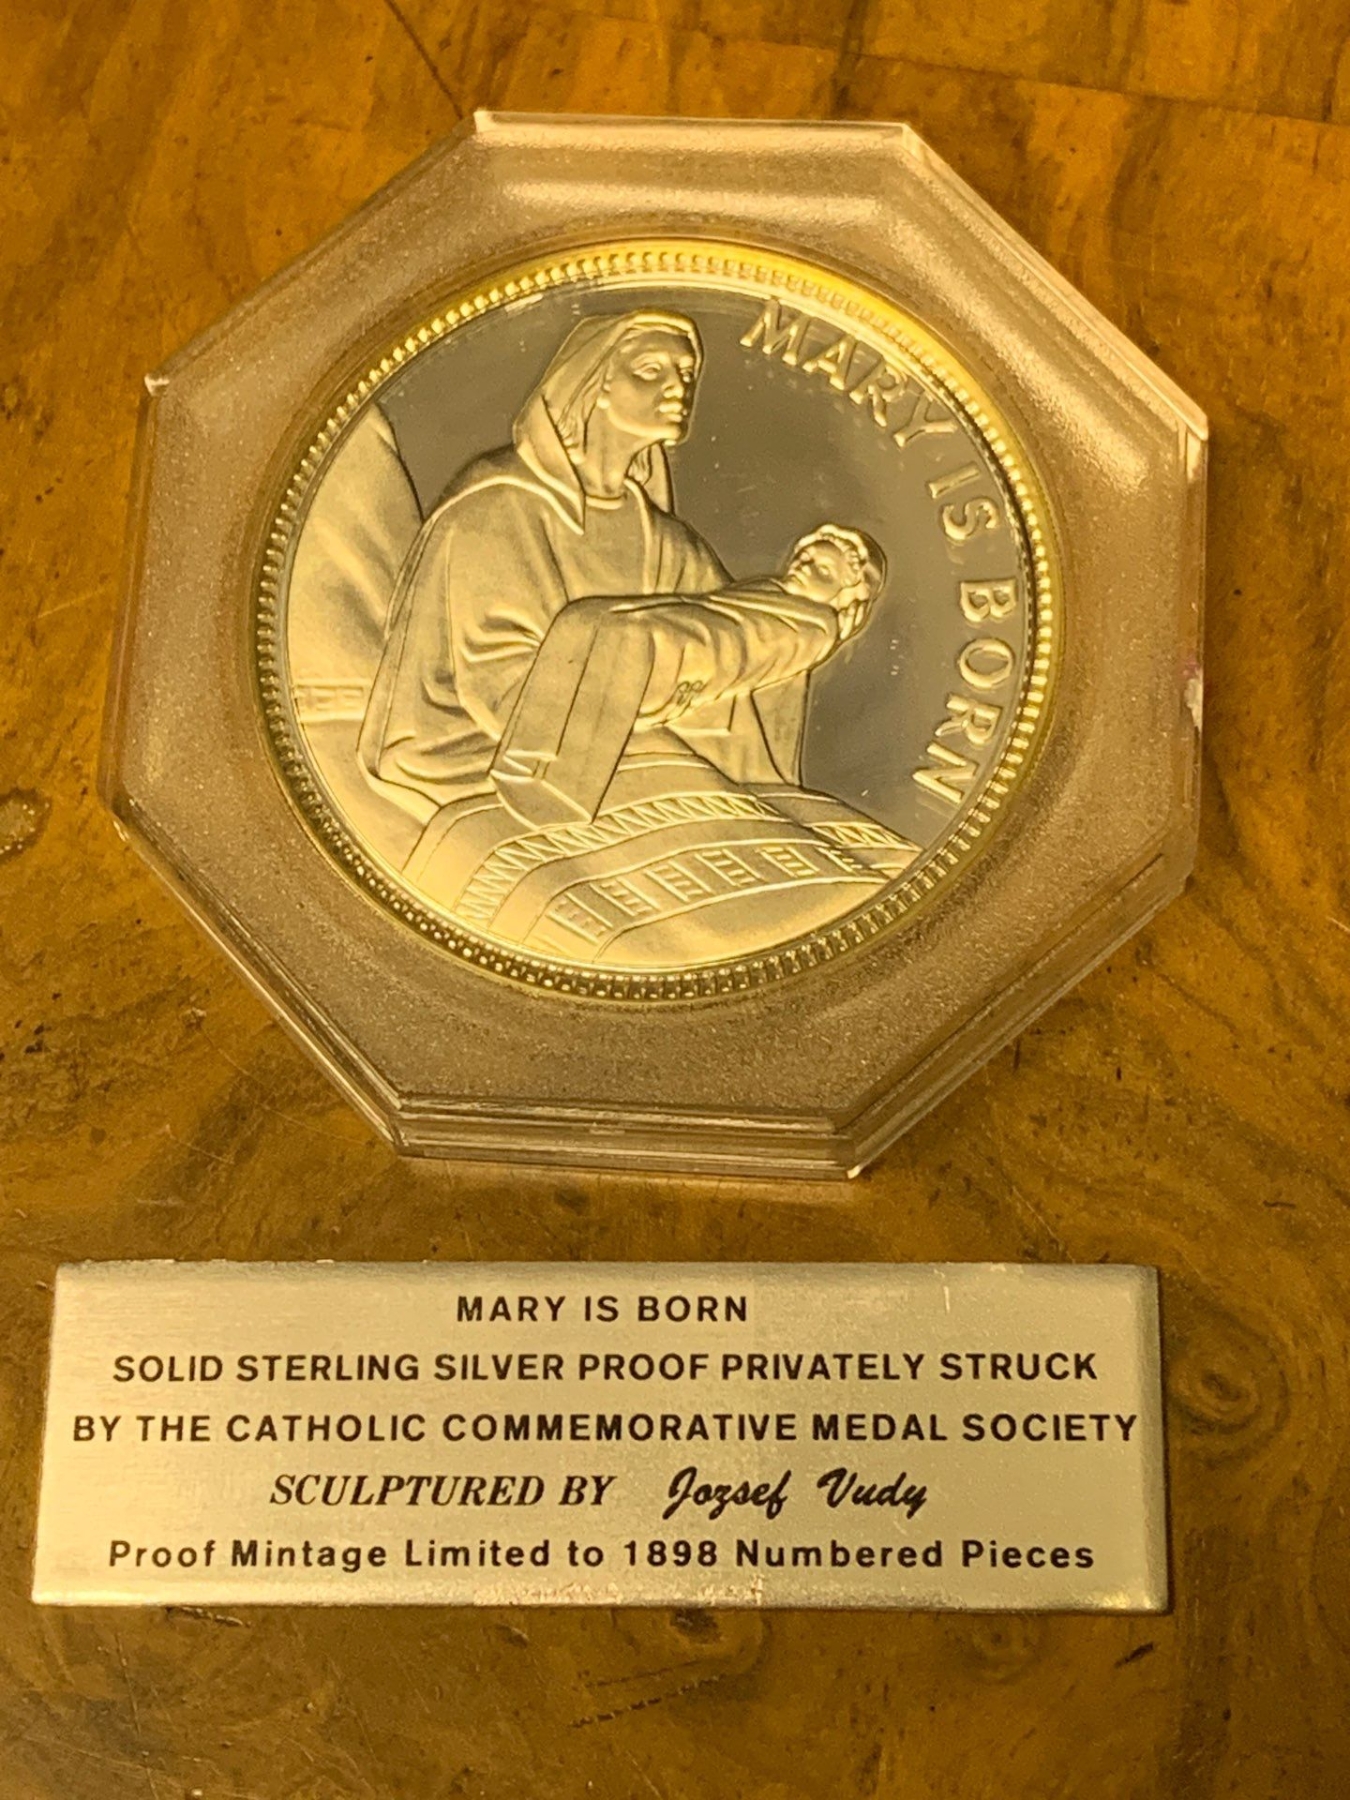 MARY IS BORN
MARY IS BORN
SOLID STERLING SILVER PROOF PRIVATELY STRUCK
BY THE CATHOLIC COMMEMORATIVE MEDAL SOCIETY
SCULPTURED BY Jozsef Vudy
Proof Mintage Limited to 1898 Numbered Pieces